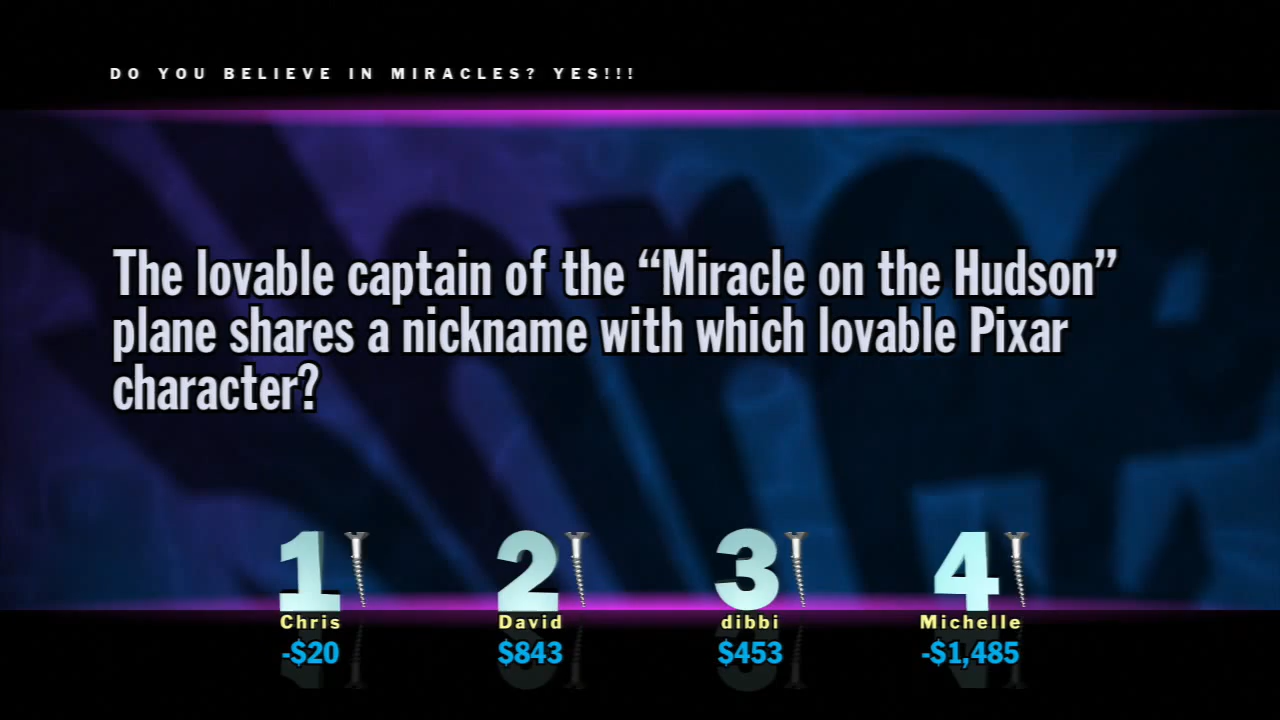 DO YOU BELIEVE IN MIRACLES? YES!!!
The lovable captain of the “Miracle on the Hudson”
plane shares a nickname with which lovable Pixar
character?
1 2 3 4
Chris David dibbi Michelle
-$20 $843 $453 -$1,485